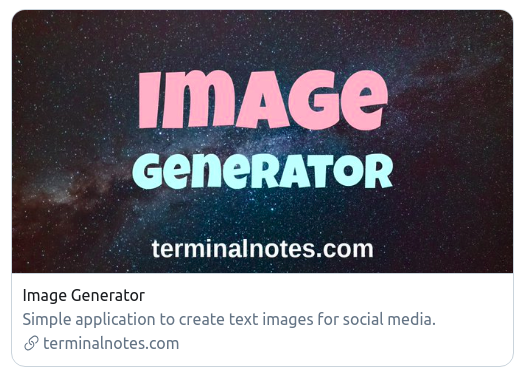 Image
Generator
terminalnotes.com
Image Generator
Simple application to create text images for social media.
terminalnotes.com